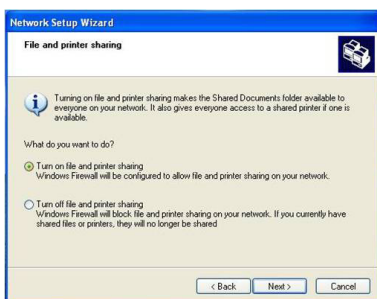 Network Setup Wizard
File and printer sharing
Turning on file and printer sharing makes the Shared Documents folder available to
everyone on your network. It also gives everyone access to a shared printer if one is
available.
What do you want to do?
Turn on file and printer sharing
Windows Firewall will be configured to allow file and printer sharing on your network.
Turn off file and printer sharing
Windows Firewall will block file and printer sharing on your network. If you currently have
shared files or printers, they will no longer be shared
< Back Next > Cancel